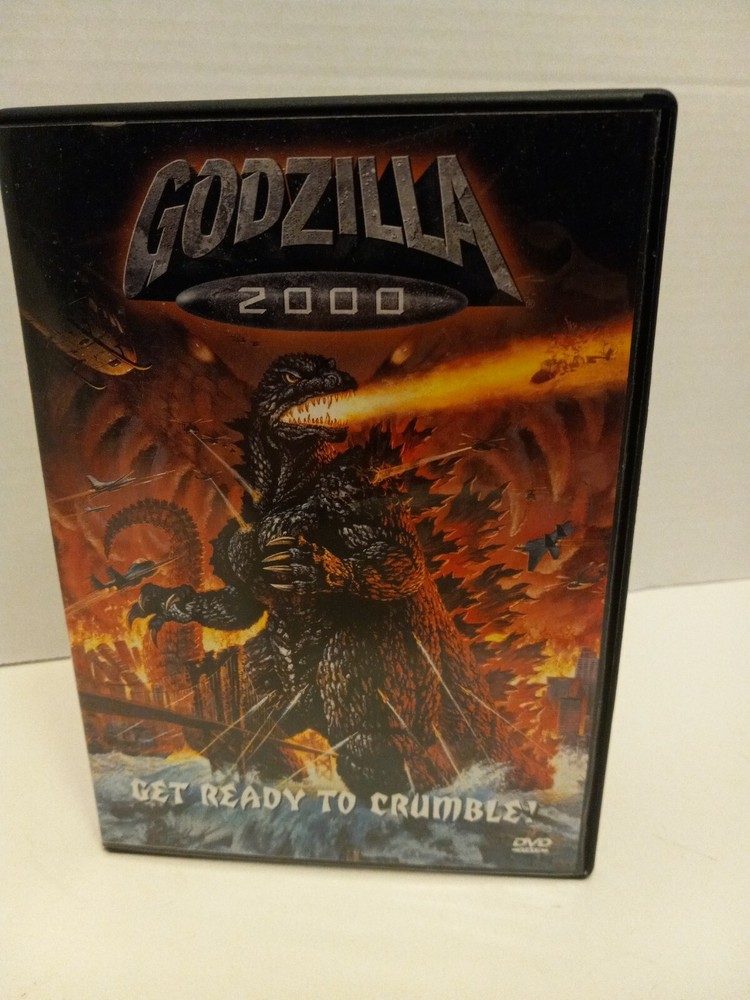 GODZILLA
2000
GET READY TO CRUMBLE!
DVD